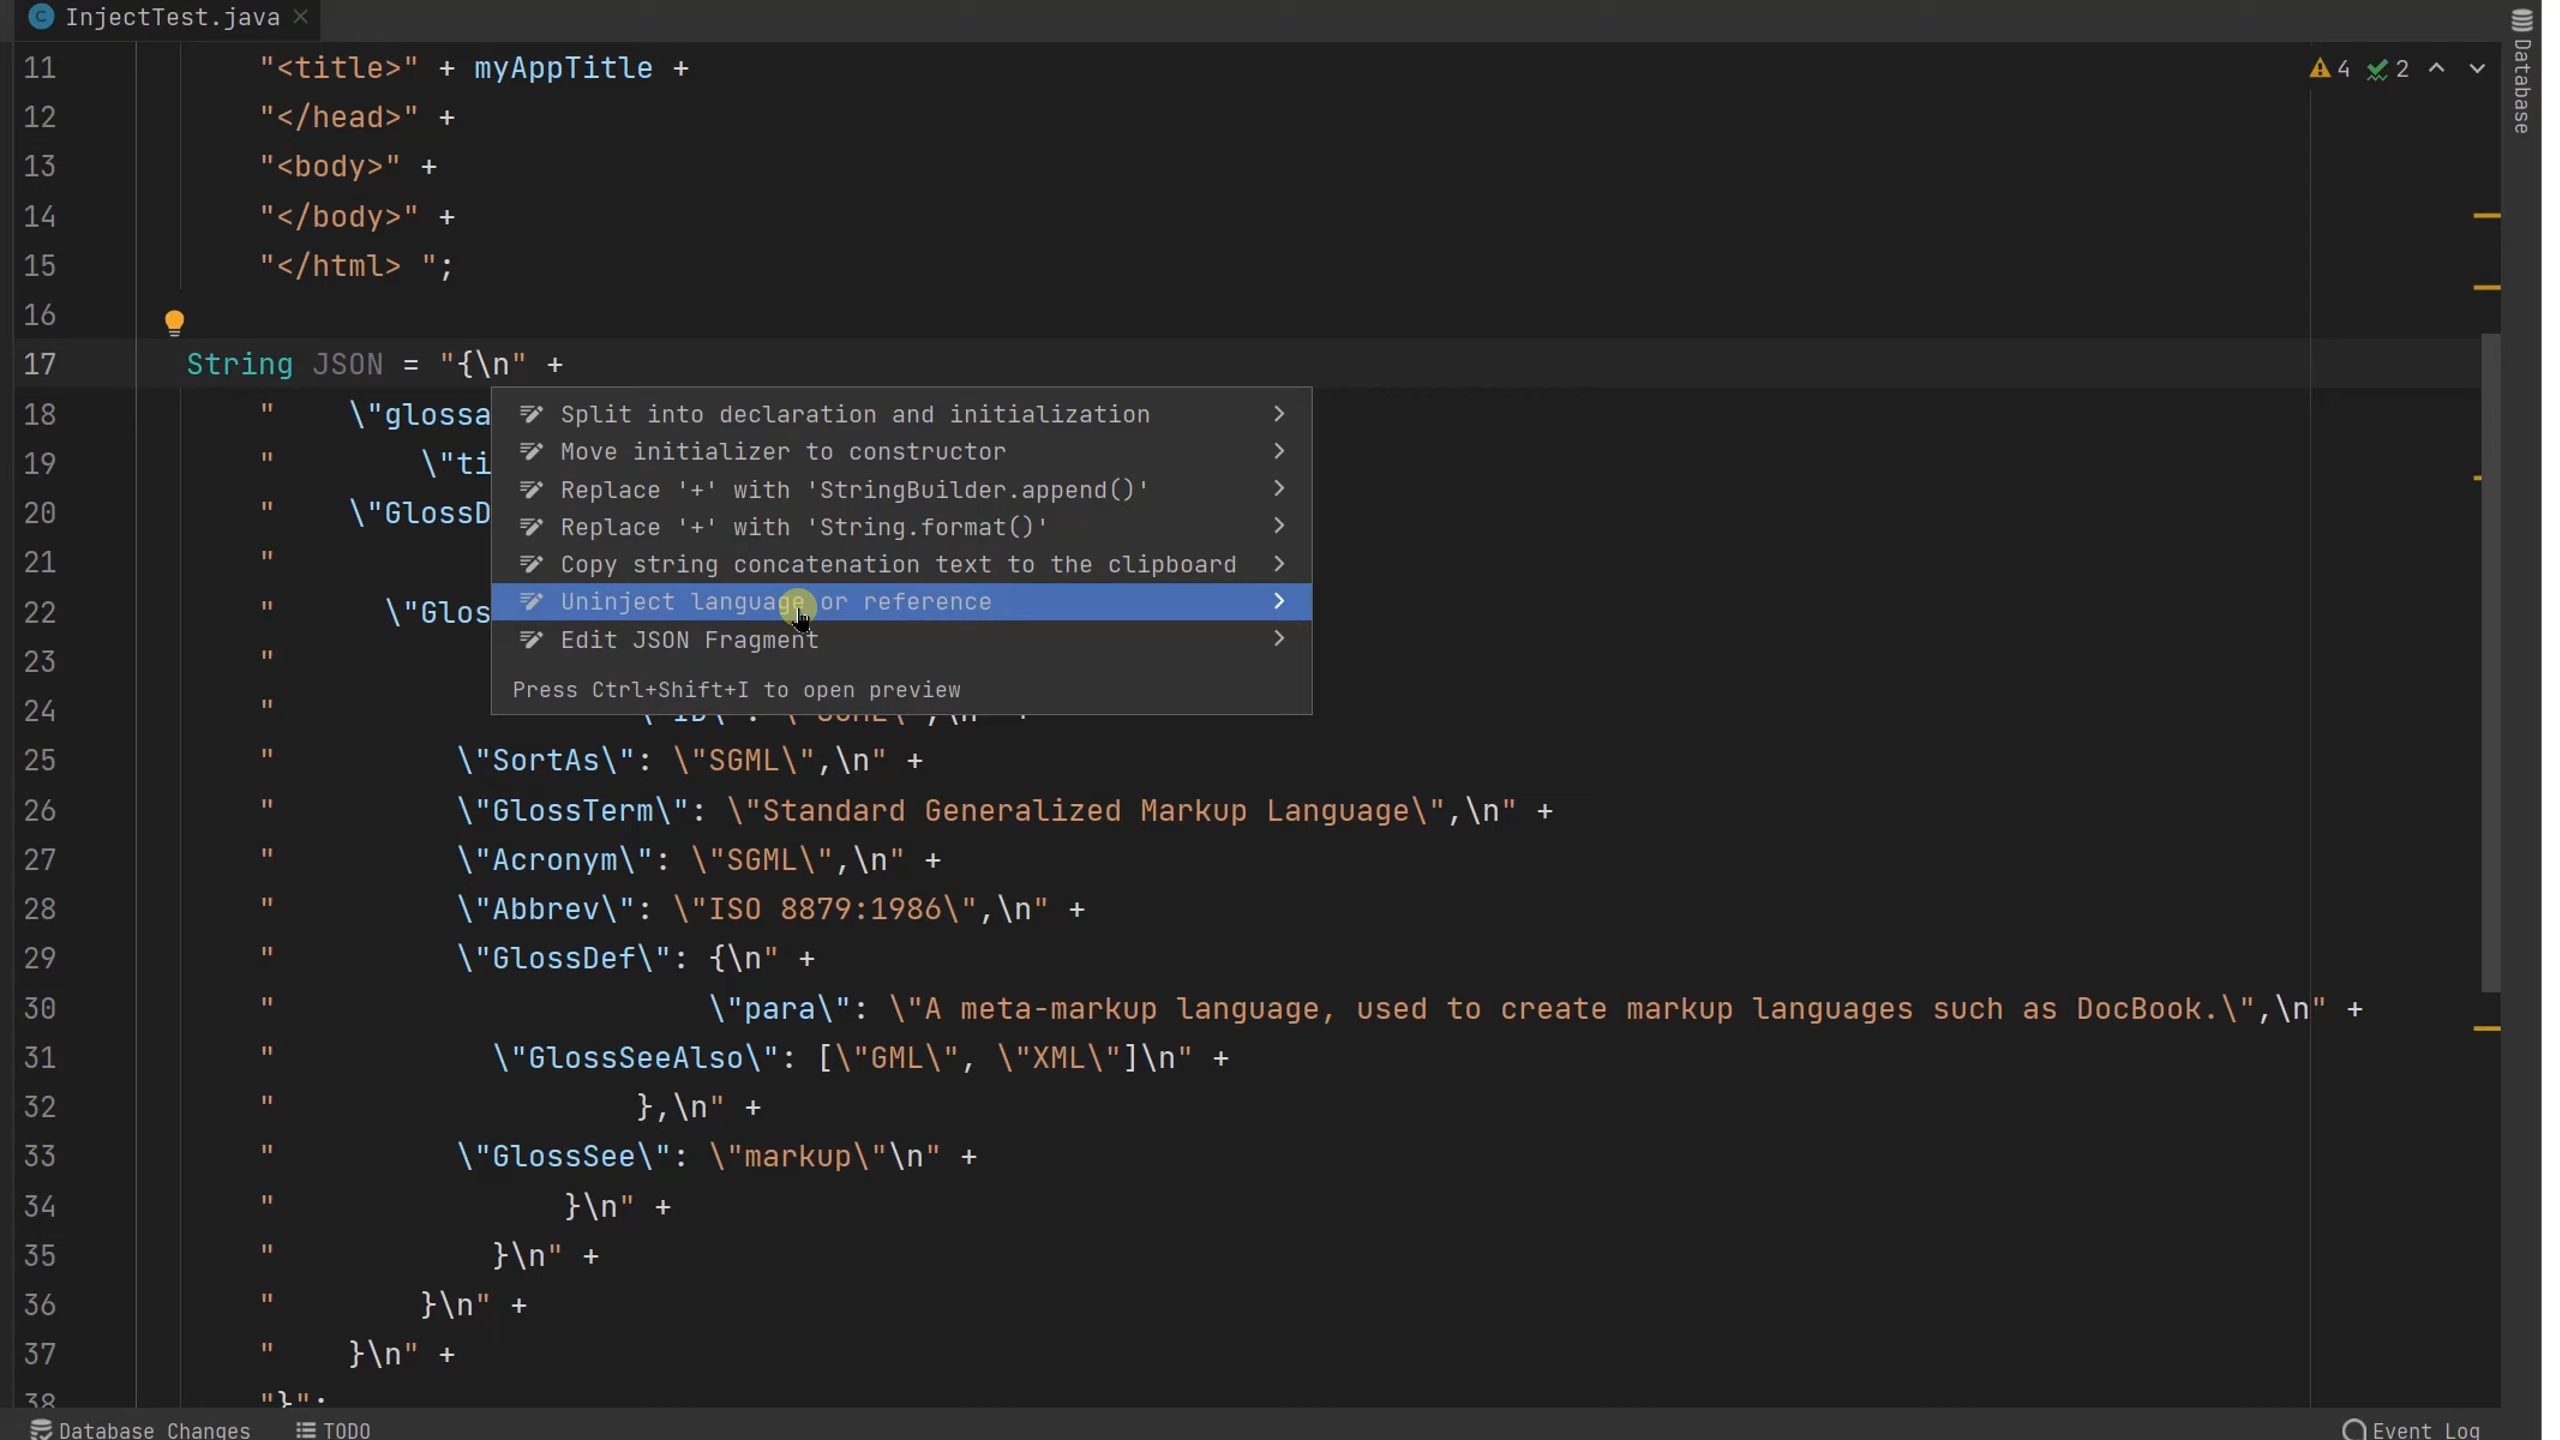 InjectTest.java
11 "<title>" + myAppTitle +
4 2
Database
12 "</head>" +
13 "<body>" +
14 "</body>" +
15 "</html> ";
16
17 String JSON = "{\n" +
18 " \"glossa
19 " \"ti
20 " \"GlossD
21 "
22 " \"Glos
23 "
Split into declaration and initialization
Move initializer to constructor
Replace '+' with 'StringBuilder.append()'
Replace '+' with 'String.format()'
Copy string concatenation text to the clipboard
Uninject language or reference
Edit JSON Fragment
Press Ctrl+Shift+I to open preview
24 " \"ID\": \"SGML\",\n" +
25 " \"SortAs\": \"SGML\",\n" +
26 " \"GlossTerm\": \"Standard Generalized Markup Language\",\n" +
27 " \"Acronym\": \"SGML\",\n" +
28 " \"Abbrev\": \"ISO 8879:1986\",\n" +
29 " \"GlossDef\": {\n" +
30 " \"para\": \"A meta-markup language, used to create markup languages such as DocBook.\",\n" +
31 " \"GlossSeeAlso\": [\"GML\", \"XML\"]\n" +
32 " },\n" +
33 " \"GlossSee\": \"markup\"\n" +
34 " }\n" +
35 " }\n" +
36 " }\n" +
37 " }\n" +
38 "}";
Database Changes TODO Event Log